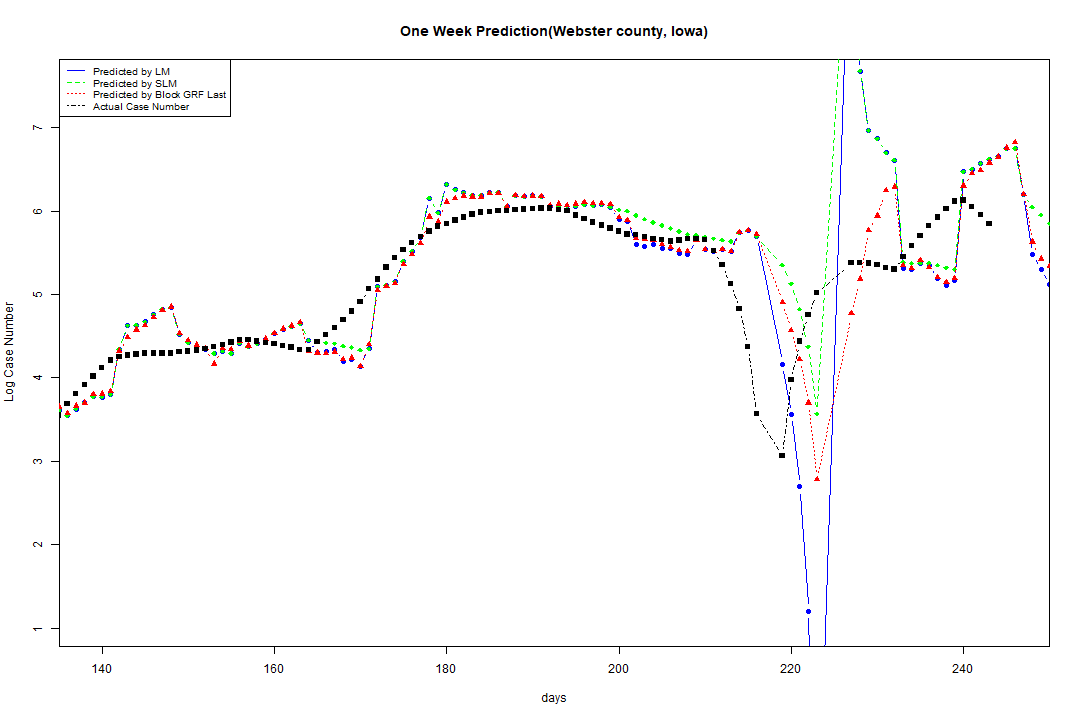 One Week Prediction(Webster county, Iowa)
Predicted by LM
Predicted by SLM
Predicted by Block GRF Last
Actual Case Number
Log Case Number
7
6
5
4
3
2
1
140 160 180 200 220 240
days